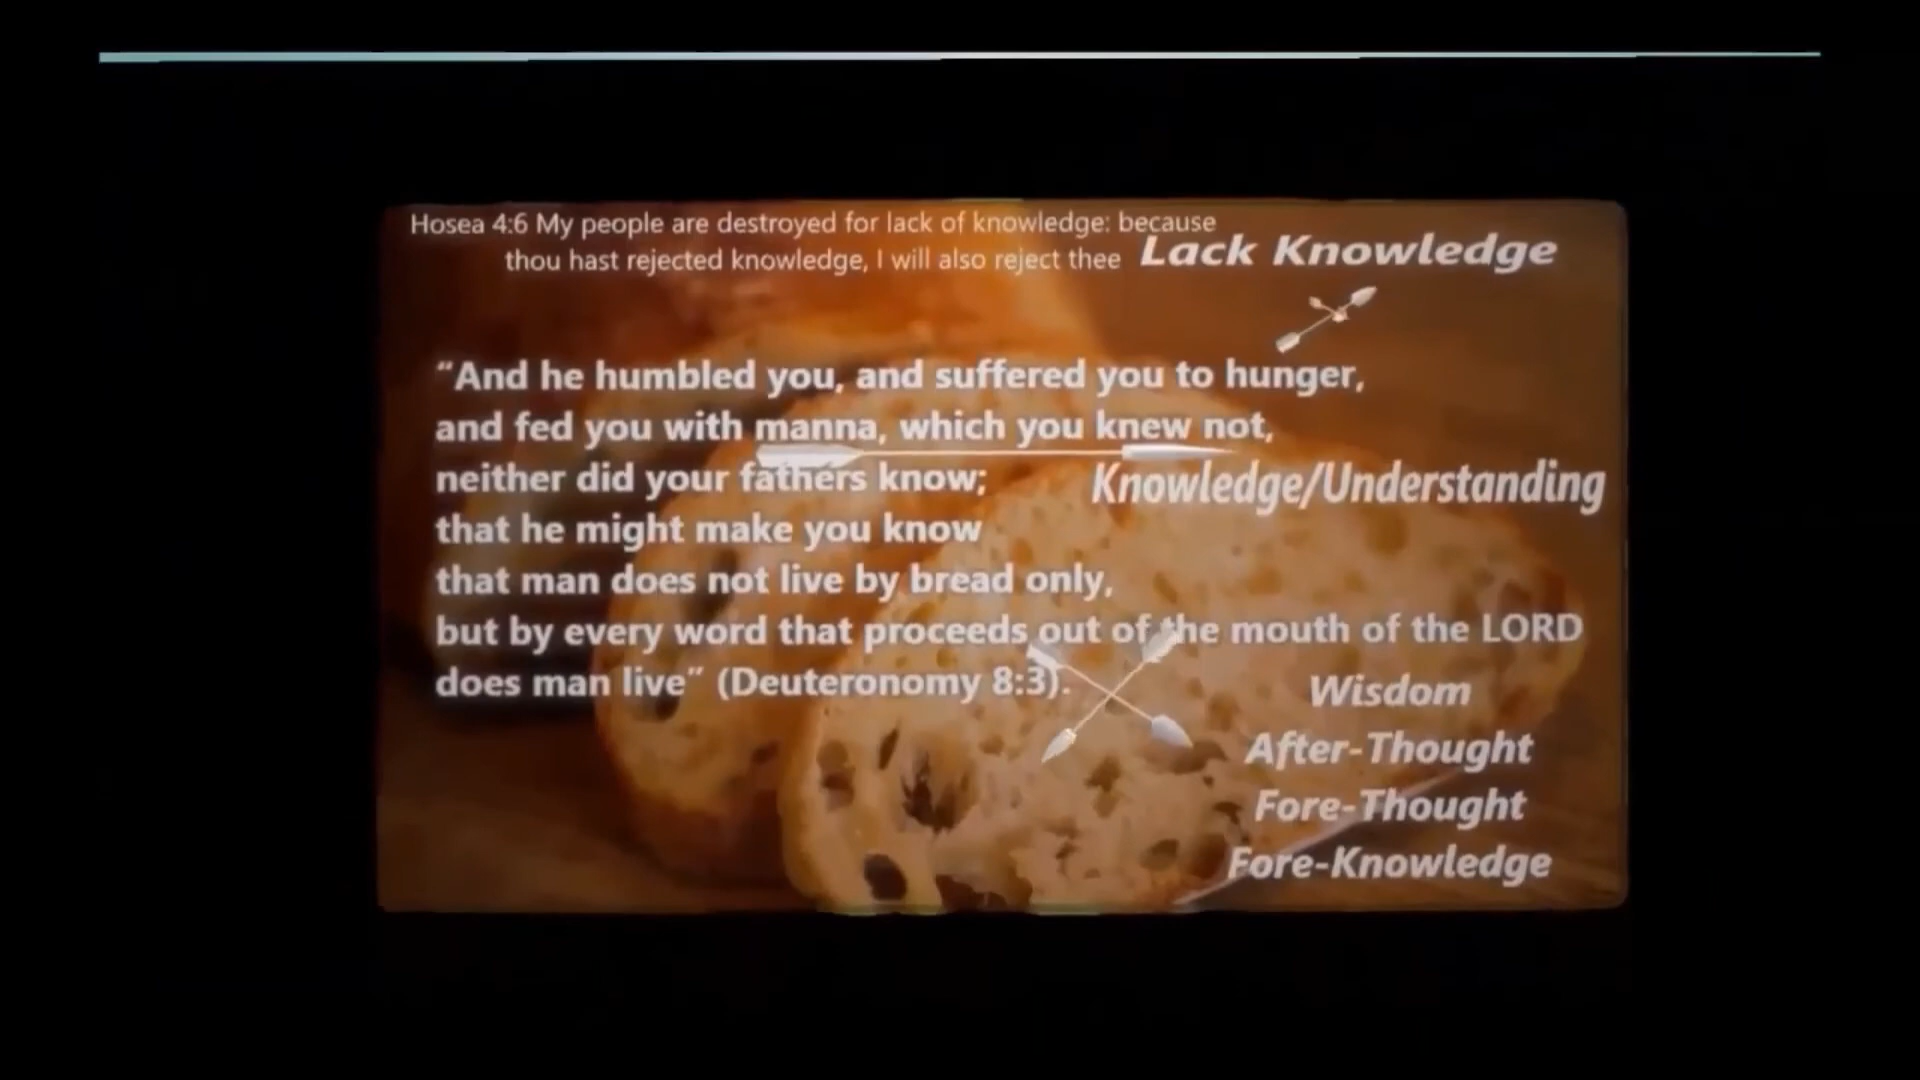 Hosea 4:6 My people are destroyed for lack of knowledge: because
thou hast rejected knowledge, I will also reject thee
Lack Knowledge
“And he humbled you, and suffered you to hunger,
and fed you with manna, which you knew not,
neither did your fathers know;
Knowledge/Understanding
that he might make you know
that man does not live by bread only,
but by every word that proceeds out of the mouth of the LORD
does man live” (Deuteronomy 8:3).
Wisdom
After-Thought
Fore-Thought
Fore-Knowledge